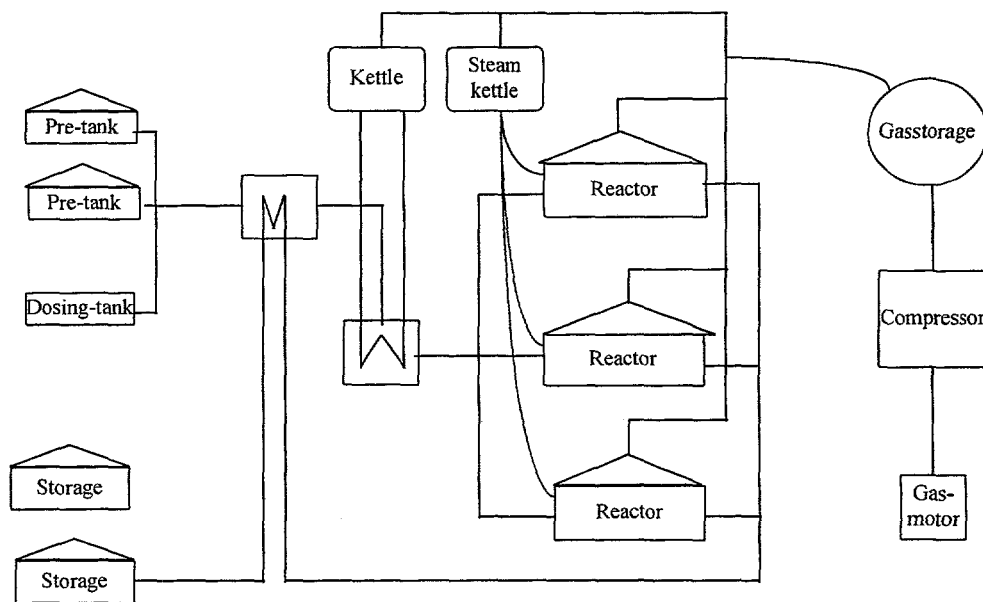 Kettle
Steam
kettle
Pre-tank
Gasstorage
Reactor
Pre-tank
Dosing-tank
Compressor
Reactor
Storage
Gas-
motor
Reactor
Storage